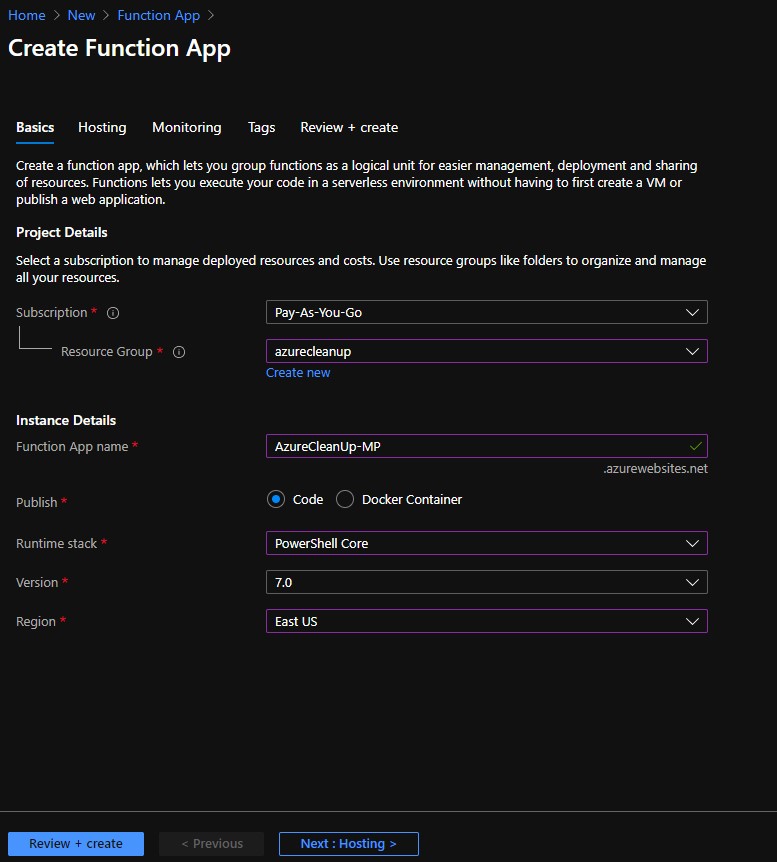 Home > New > Function App >
Create Function App
Basics Hosting Monitoring Tags Review + create
Create a function app, which lets you group functions as a logical unit for easier management, deployment and sharing
of resources. Functions lets you execute your code in a serverless environment without having to first create a VM or
publish a web application.
Project Details
Select a subscription to manage deployed resources and costs. Use resource groups like folders to organize and manage
all your resources.
Subscription * Pay-As-You-Go
Resource Group * azurecleanup
Create new
Instance Details
Function App name * AzureCleanUp-MP
.azurewebsites.net
Publish * Code Docker Container
Runtime stack * PowerShell Core
Version * 7.0
Region * East US
Review + create < Previous Next : Hosting >